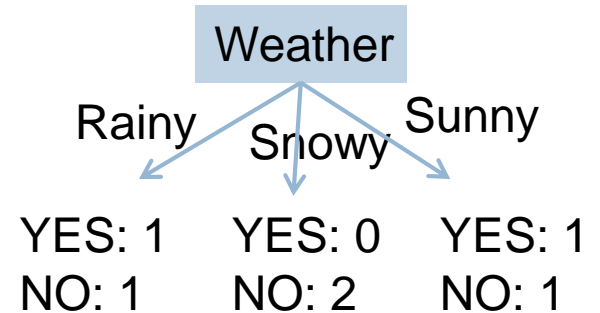 Weather
Rainy
Snowy
Sunny
YES: 1
NO: 1
YES: 0
NO: 2
YES: 1
NO: 1